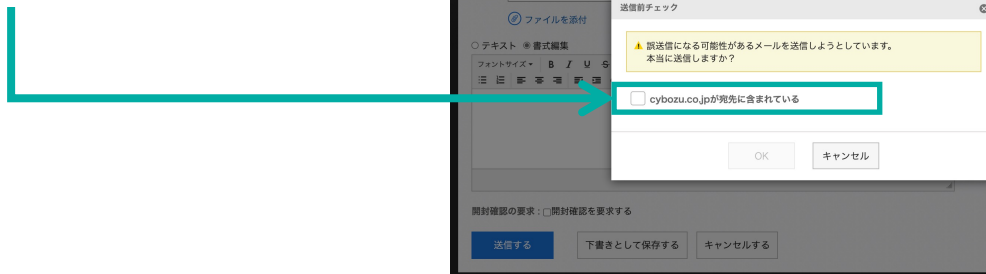 送信前チェック
ファイルを添付
テキスト 書式編集
誤送信になる可能性があるメールを送信しようとしています。
本当に送信しますか？
フォントサイズ B I U S
cybozu.co.jpが宛先に含まれている
OK キャンセル
開封確認の要求：開封確認を要求する
送信する 下書きとして保存する キャンセルする